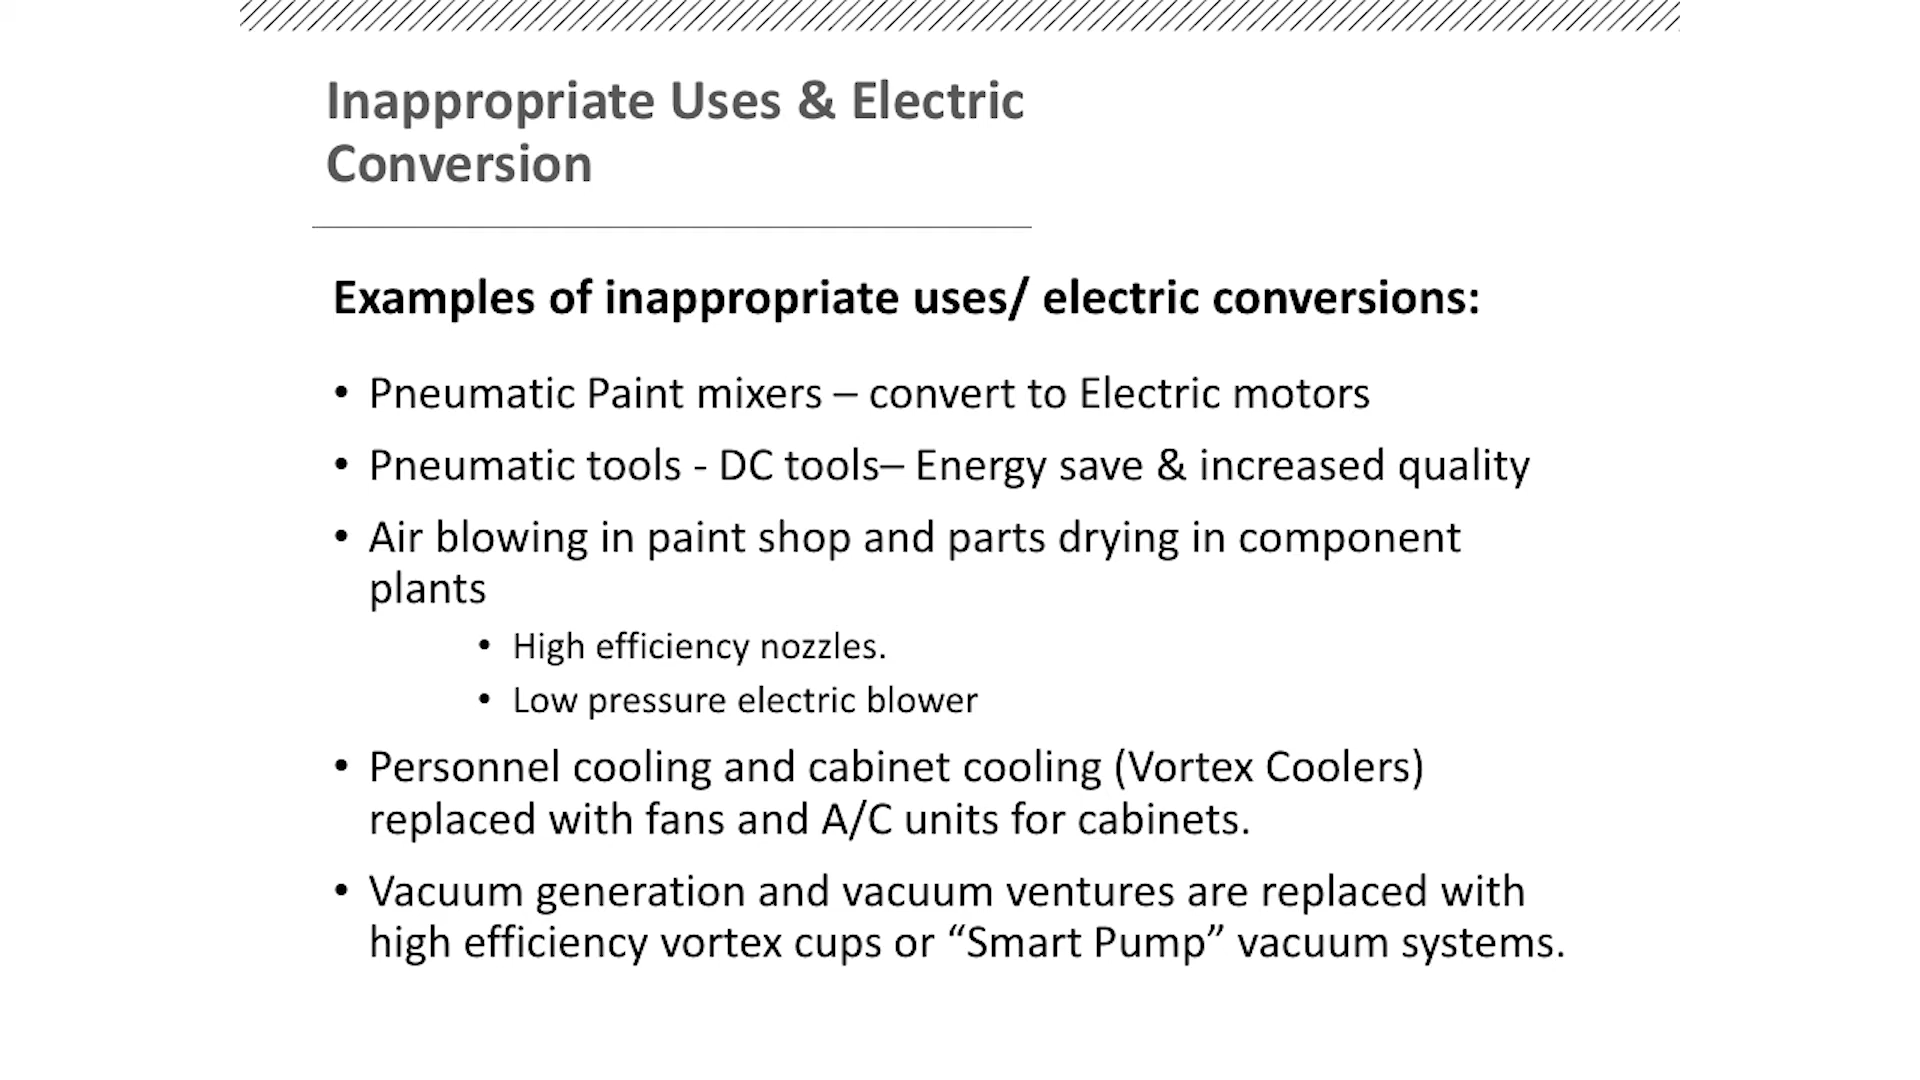 Inappropriate Uses & Electric
Conversion
Examples of inappropriate uses/ electric conversions:
• Pneumatic Paint mixers – convert to Electric motors
• Pneumatic tools - DC tools– Energy save & increased quality
• Air blowing in paint shop and parts drying in component
plants
• High efficiency nozzles.
• Low pressure electric blower
• Personnel cooling and cabinet cooling (Vortex Coolers)
replaced with fans and A/C units for cabinets.
• Vacuum generation and vacuum ventures are replaced with
high efficiency vortex cups or “Smart Pump” vacuum systems.